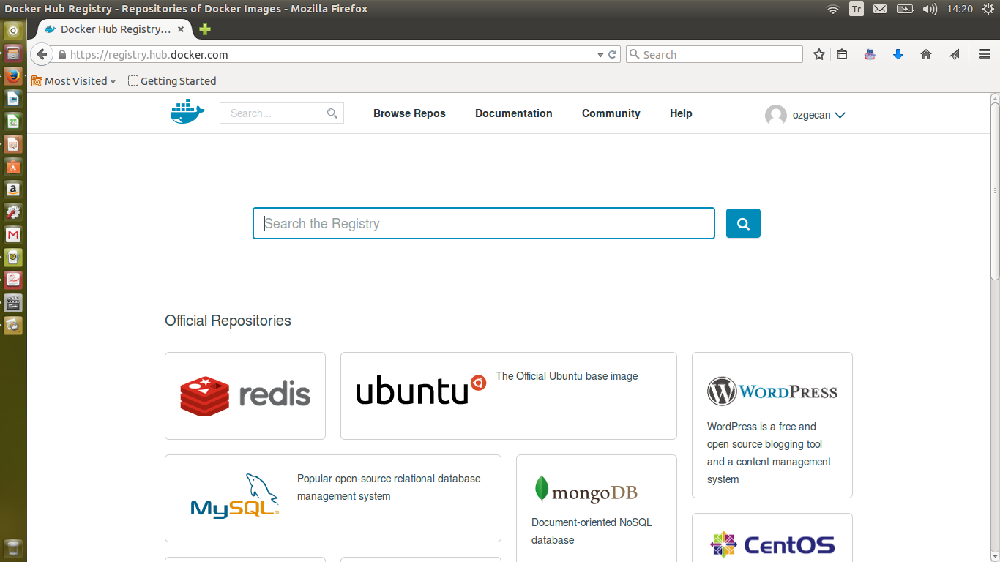 Docker Hub Registry - Repositories of Docker Images - Mozilla Firefox
Tr
14:20
Docker Hub Registry...
https://registry.hub.docker.com
Search
Most Visited
Getting Started
Search...
Browse Repos
Documentation
Community
Help
ozgecan
Search the Registry
Official Repositories
redis
ubuntu
The Official Ubuntu base image
WORDPRESS
WordPress is a free and
open source blogging tool
and a content management
system
MySQL®
Popular open-source relational database
management system
mongoDB
Document-oriented NoSQL
database
CentOS